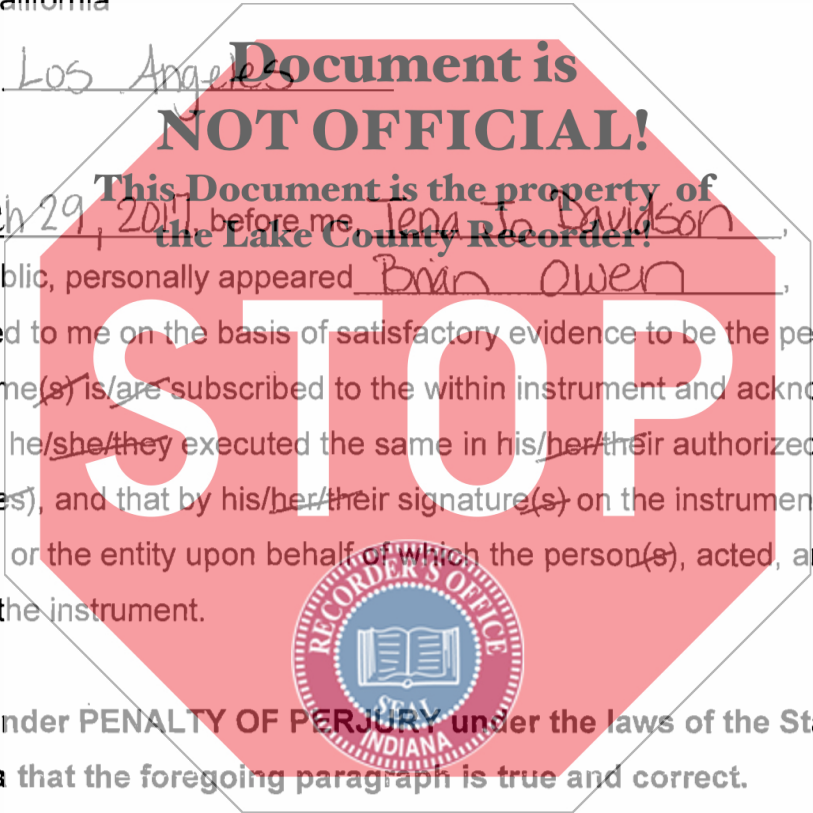 alifornia
Los Angeles
Document is
NOT OFFICIAL!
This Document is the property of
the Lake County Recorder!
h 29, 2017, before me, Tena Jo Davidson,
blic, personally appeared Brian Owen,
d to me on the basis of satisfactory evidence to be the pe
me(s) is/are subscribed to the within instrument and ackno
he/she/they executed the same in his/her/their authorized
es), and that by his/her/their signature(s) on the instrumen
or the entity upon behalf of which the person(s), acted, a
the instrument.
STOP
RECORDER'S OFFICE
SEAL
INDIANA
nder PENALTY OF PERJURY under the laws of the Sta
a that the foregoing paragraph is true and correct.